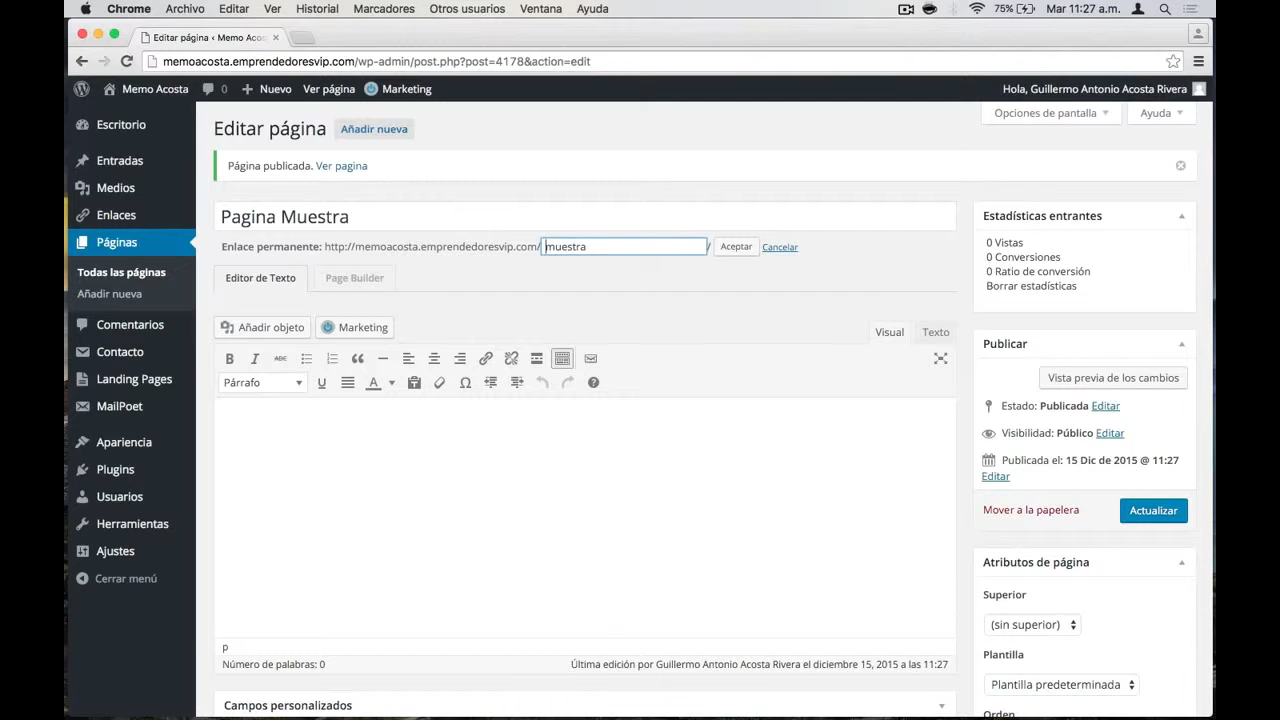 Chrome Archivo Editar Ver Historial Marcadores Otros usuarios Ventana Ayuda 75% Mar 11:27 a.m.
Editar página ‹ Memo Acos
memoacosta.emprendedoresvip.com/wp-admin/post.php?post=4178&action=edit
Memo Acosta 0 Nuevo Ver página Marketing Hola, Guillermo Antonio Acosta Rivera
Escritorio
Entradas
Medios
Enlaces
Páginas
Todas las páginas
Añadir nueva
Comentarios
Contacto
Landing Pages
MailPoet
Apariencia
Plugins
Usuarios
Herramientas
Ajustes
Cerrar menú
Opciones de pantalla Ayuda
Editar página Añadir nueva
Página publicada. Ver pagina
Pagina Muestra
Enlace permanente: http://memoacosta.emprendedoresvip.com/muestra / Aceptar Cancelar
Editor de Texto Page Builder
Añadir objeto Marketing Visual Texto
B I ABC
Párrafo U A Ω ?
p
Número de palabras: 0 Última edición por Guillermo Antonio Acosta Rivera el diciembre 15, 2015 a las 11:27
Campos personalizados
Estadísticas entrantes
0 Vistas
0 Conversiones
0 Ratio de conversión
Borrar estadísticas
Publicar
Vista previa de los cambios
Estado: Publicada Editar
Visibilidad: Público Editar
Publicada el: 15 Dic de 2015 @ 11:27
Editar
Mover a la papelera Actualizar
Atributos de página
Superior
(sin superior)
Plantilla
Plantilla predeterminada
Orden